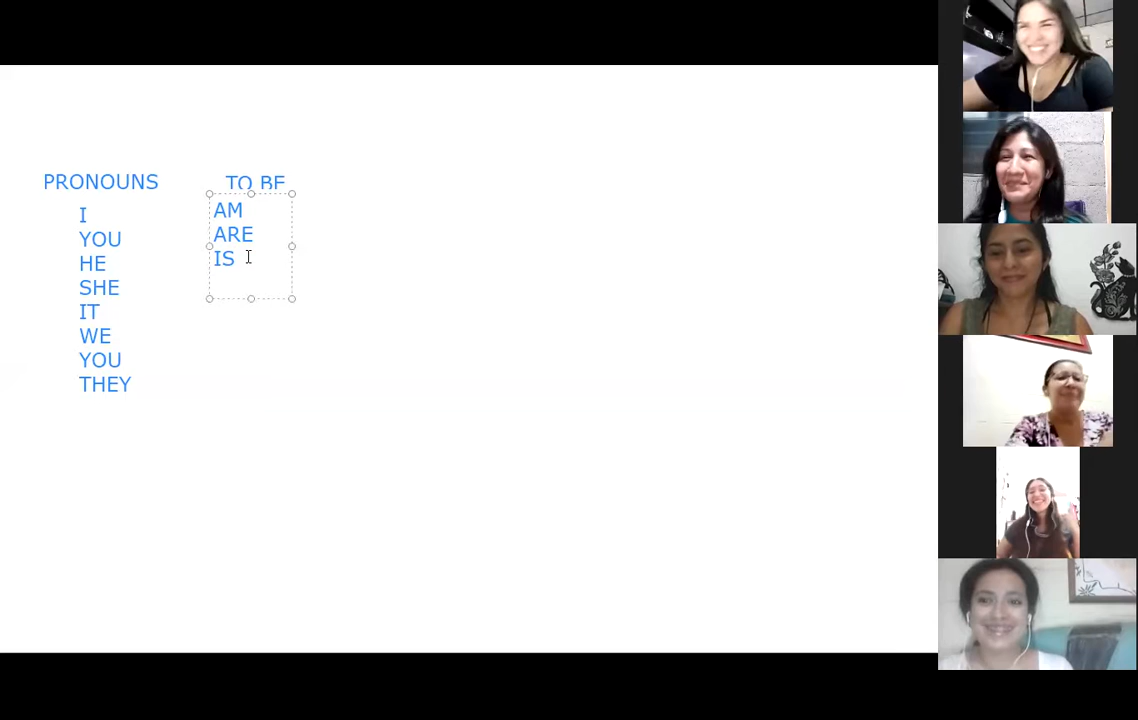 PRONOUNS
I
YOU
HE
SHE
IT
WE
YOU
THEY
TO BE
AM
ARE
IS